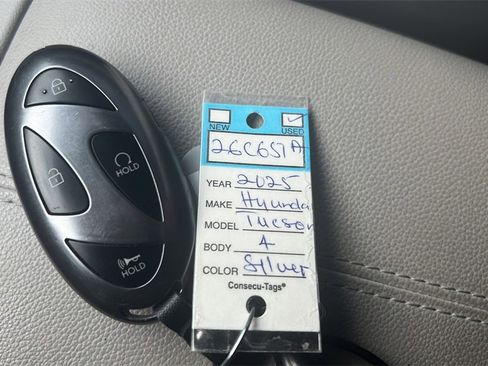 NEW USED
26C651A
YEAR 2025
MAKE Hyundai
MODEL Tucson
BODY 4
COLOR Silver
Consecu-Tags®
HOLD
HOLD